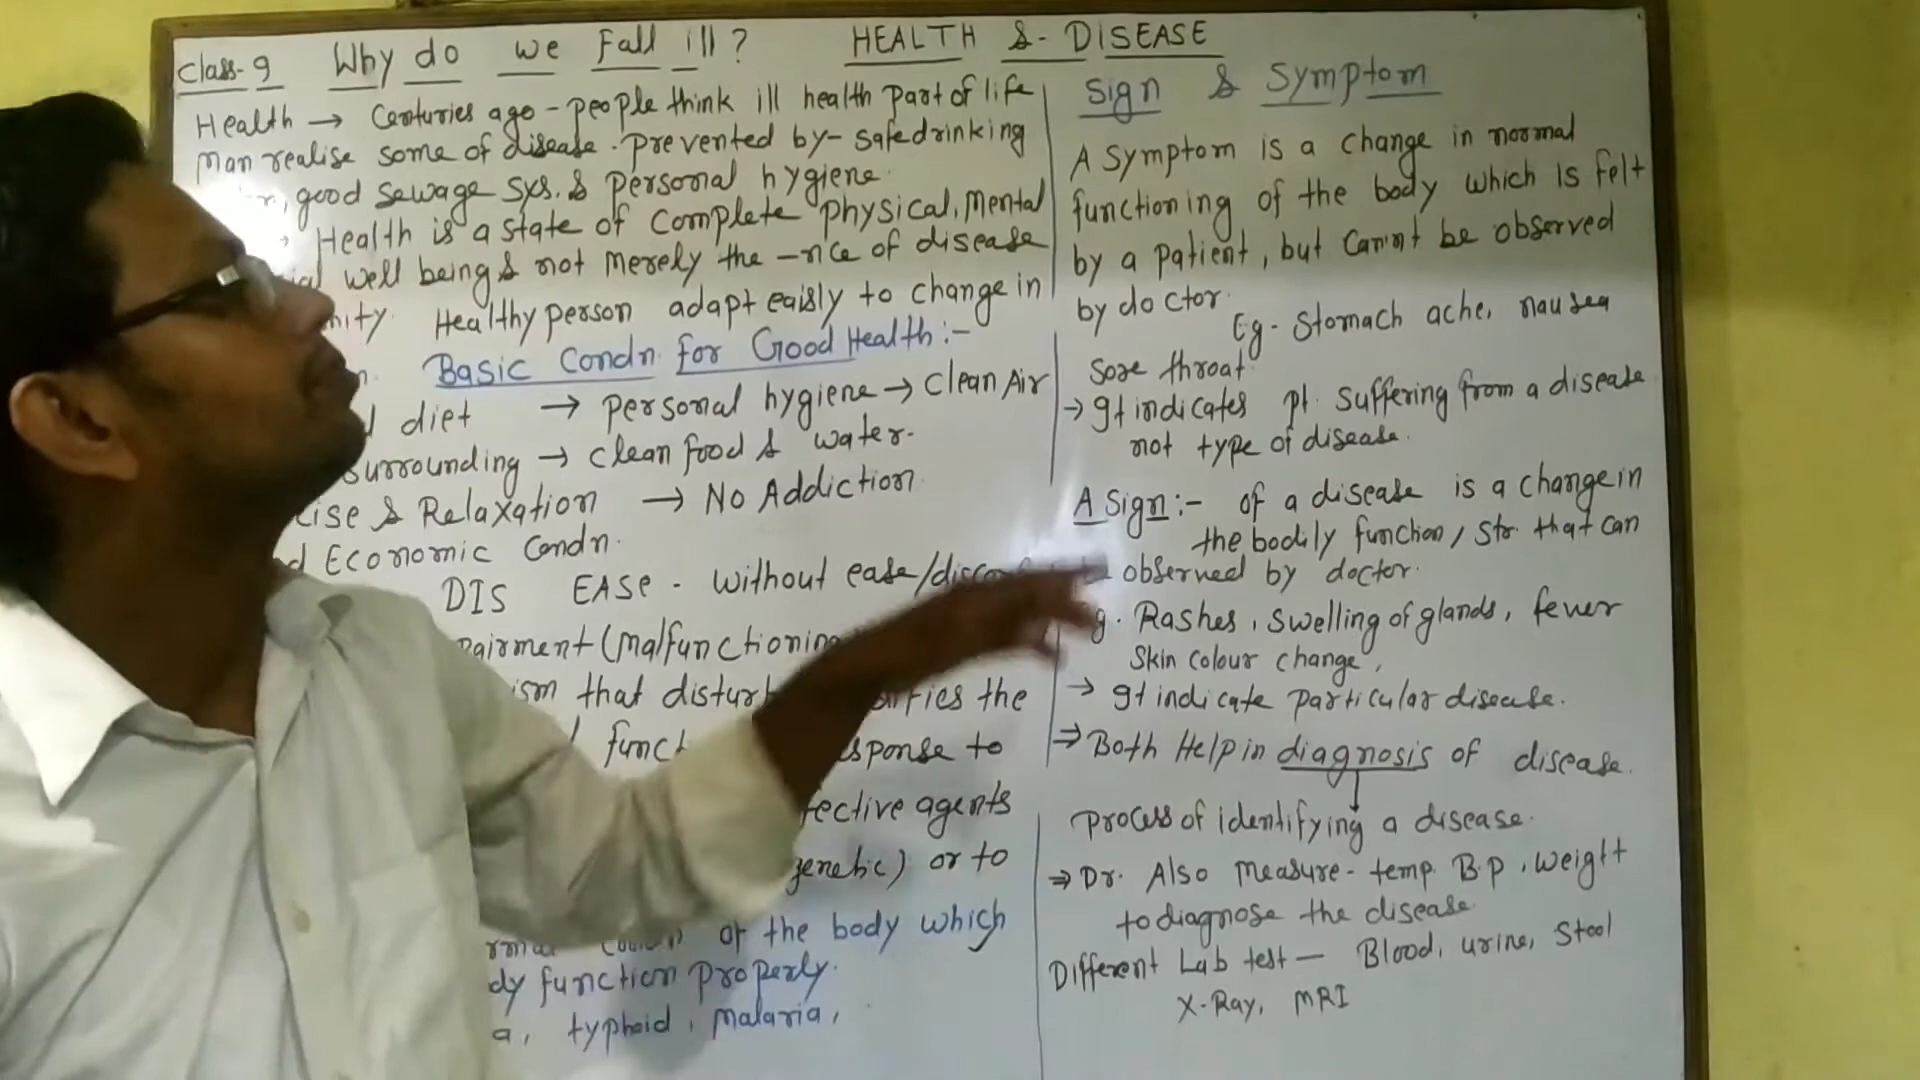 Class-9 Why do we Fall ill? HEALTH & DISEASE
Health → Centuries ago - people think ill health part of life
Man realise some of disease. prevented by - safe drinking
good sewage sys. & personal hygiene.
Health is a state of complete physical, Mental
well being & not merely the -nce of disease
Healthy person adapt eaisly to change in
Basic Condn for Good Health:-
diet → personal hygiene → Clean Air
surrounding → clean food & water.
& Relaxation → No Addiction
Economic Condn.
DIS EASE - without ease/
(Malfunctioning
that disturb the
to
agents
genetic) or to
of the body which
function properly.
typhoid, malaria,
Sign & Symptom
A Symptom is a change in normal
functioning of the body which is felt
by a patient, but cannot be observed
by doctor.
Eg - Stomach ache, nausea
Sore throat
→ It indicates pt. suffering from a disease
not type of disease.
A Sign:- of a disease is a change in
the bodily function / str. that can
observed by doctor.
Rashes, swelling of glands, fever
Skin colour change,
→ It indicate particular disease.
⇒ Both Help in diagnosis of disease.
process of identifying a disease.
⇒ Dr. Also measure - temp. B.p, weight
to diagnose the disease
Different Lab test - Blood, urine, stool
X-Ray, MRI